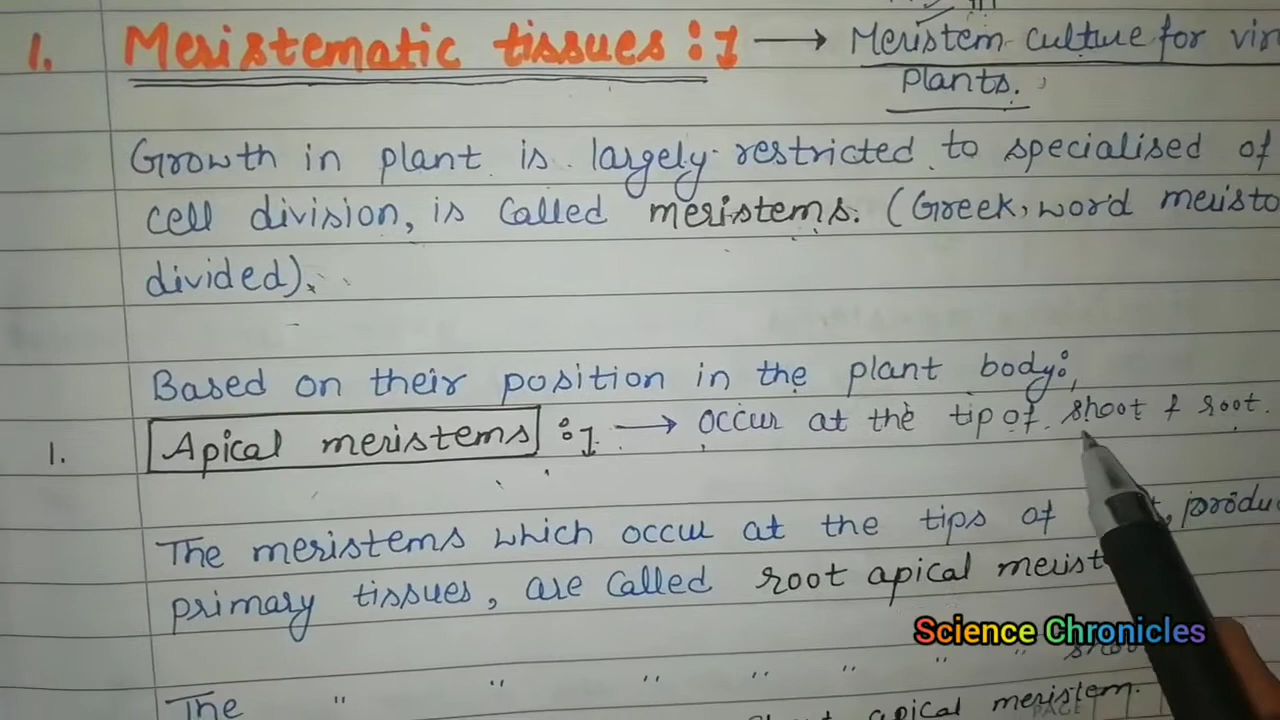 1. Meristematic tissues :- → Meristem culture for
plants.
Growth in plant is largely restricted to specialised of
cell division, is called meristems. (Greek, word
divided).
Based on their position in the plant body:,
1. Apical meristems :- → occur at the tip of shoot & root.
The meristems which occur at the tips of
primary tissues, are called root apical
The " " " " " "
apical meristem.
Science Chronicles
PAGE